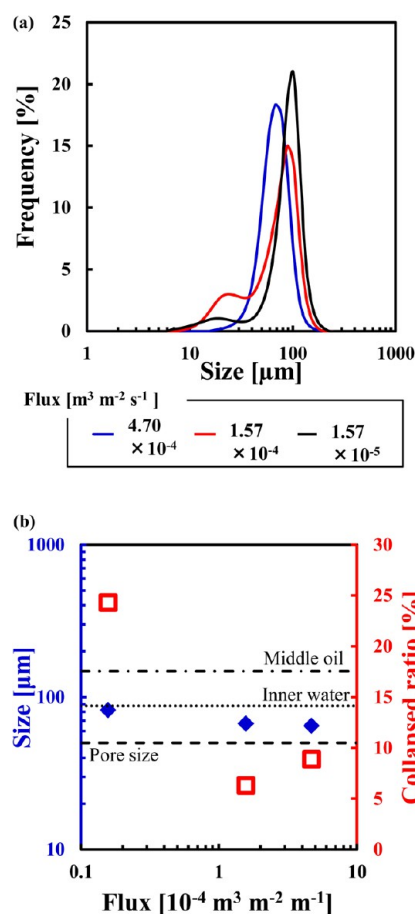 (a)
25
20
15
10
5
0
Frequency [%]
1
10
100
1000
Size [μm]
Flux [m³ m⁻² s⁻¹]
4.70 ×10⁻⁴
1.57 ×10⁻⁴
1.57 ×10⁻⁵
(b)
1000
100
10
Size [μm]
30
25
20
15
10
5
0
Collansed ratio [%]
Middle oil
Inner water
Pore size
0.1
1
10
Flux [10⁻⁴ m³ m⁻² m⁻¹]